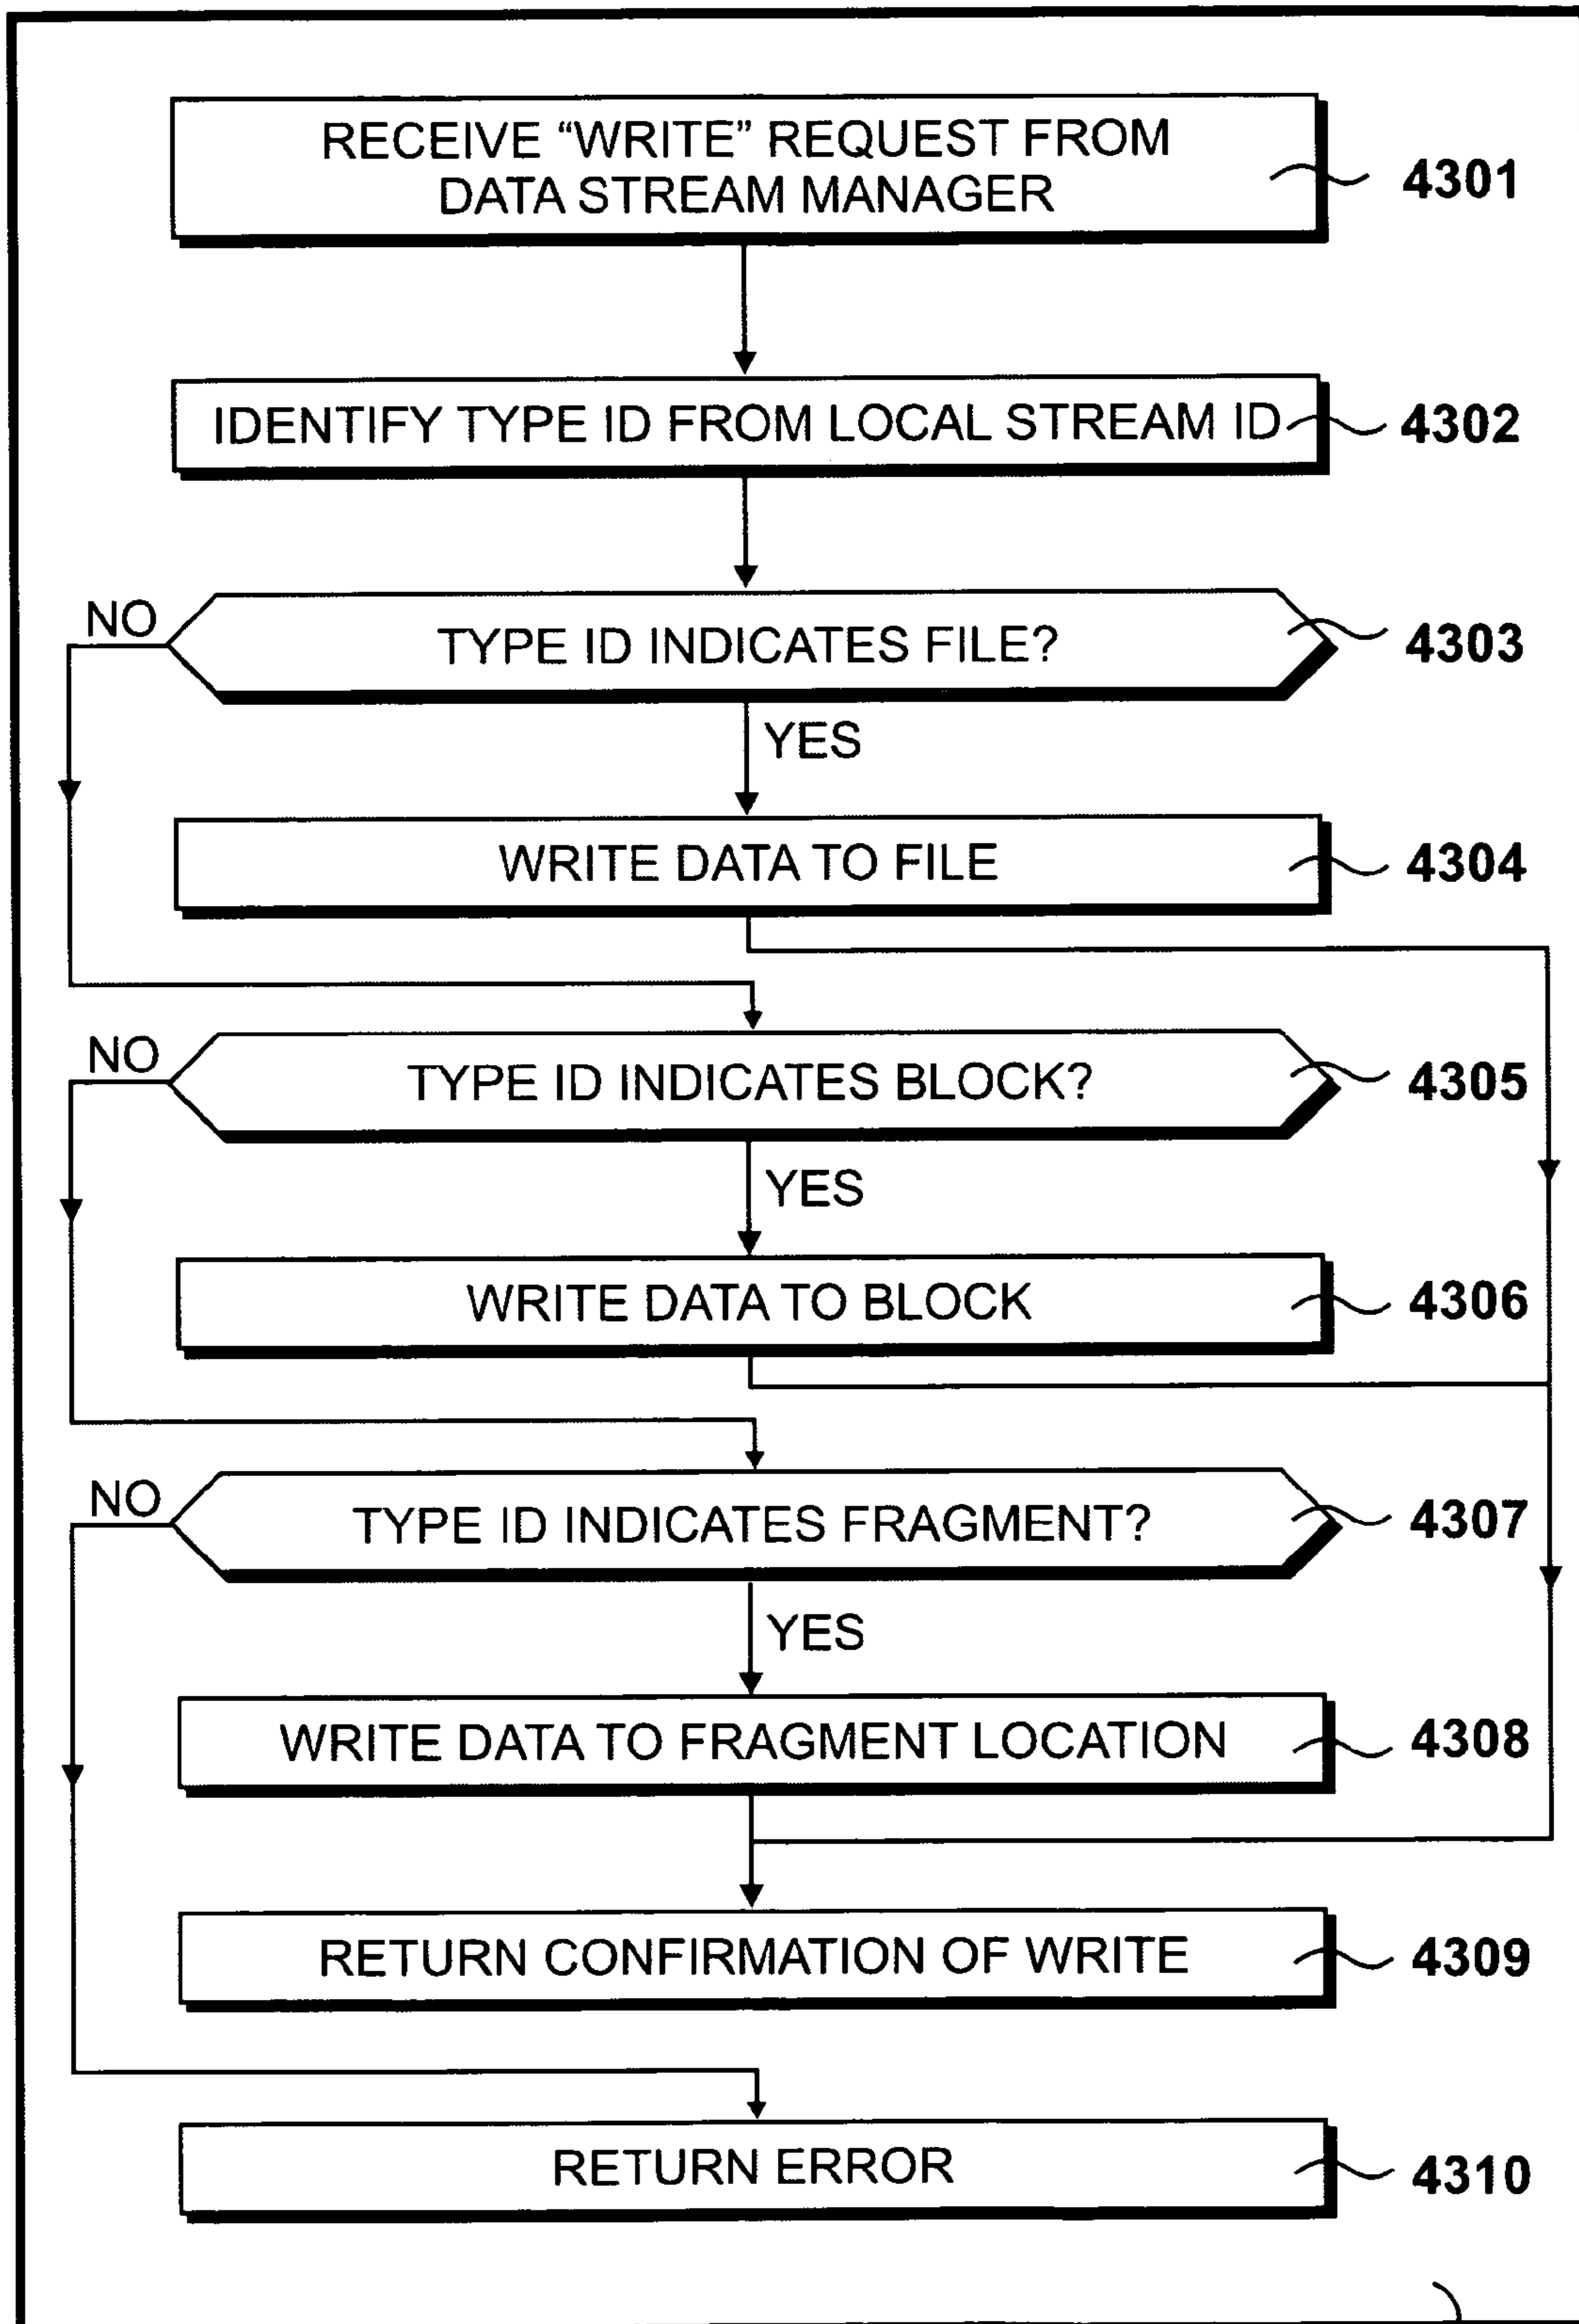 RECEIVE “WRITE” REQUEST FROM
DATA STREAM MANAGER
4301
IDENTIFY TYPE ID FROM LOCAL STREAM ID
4302
NO
TYPE ID INDICATES FILE?
4303
YES
WRITE DATA TO FILE
4304
NO
TYPE ID INDICATES BLOCK?
4305
YES
WRITE DATA TO BLOCK
4306
NO
TYPE ID INDICATES FRAGMENT?
4307
YES
WRITE DATA TO FRAGMENT LOCATION
4308
RETURN CONFIRMATION OF WRITE
4309
RETURN ERROR
4310